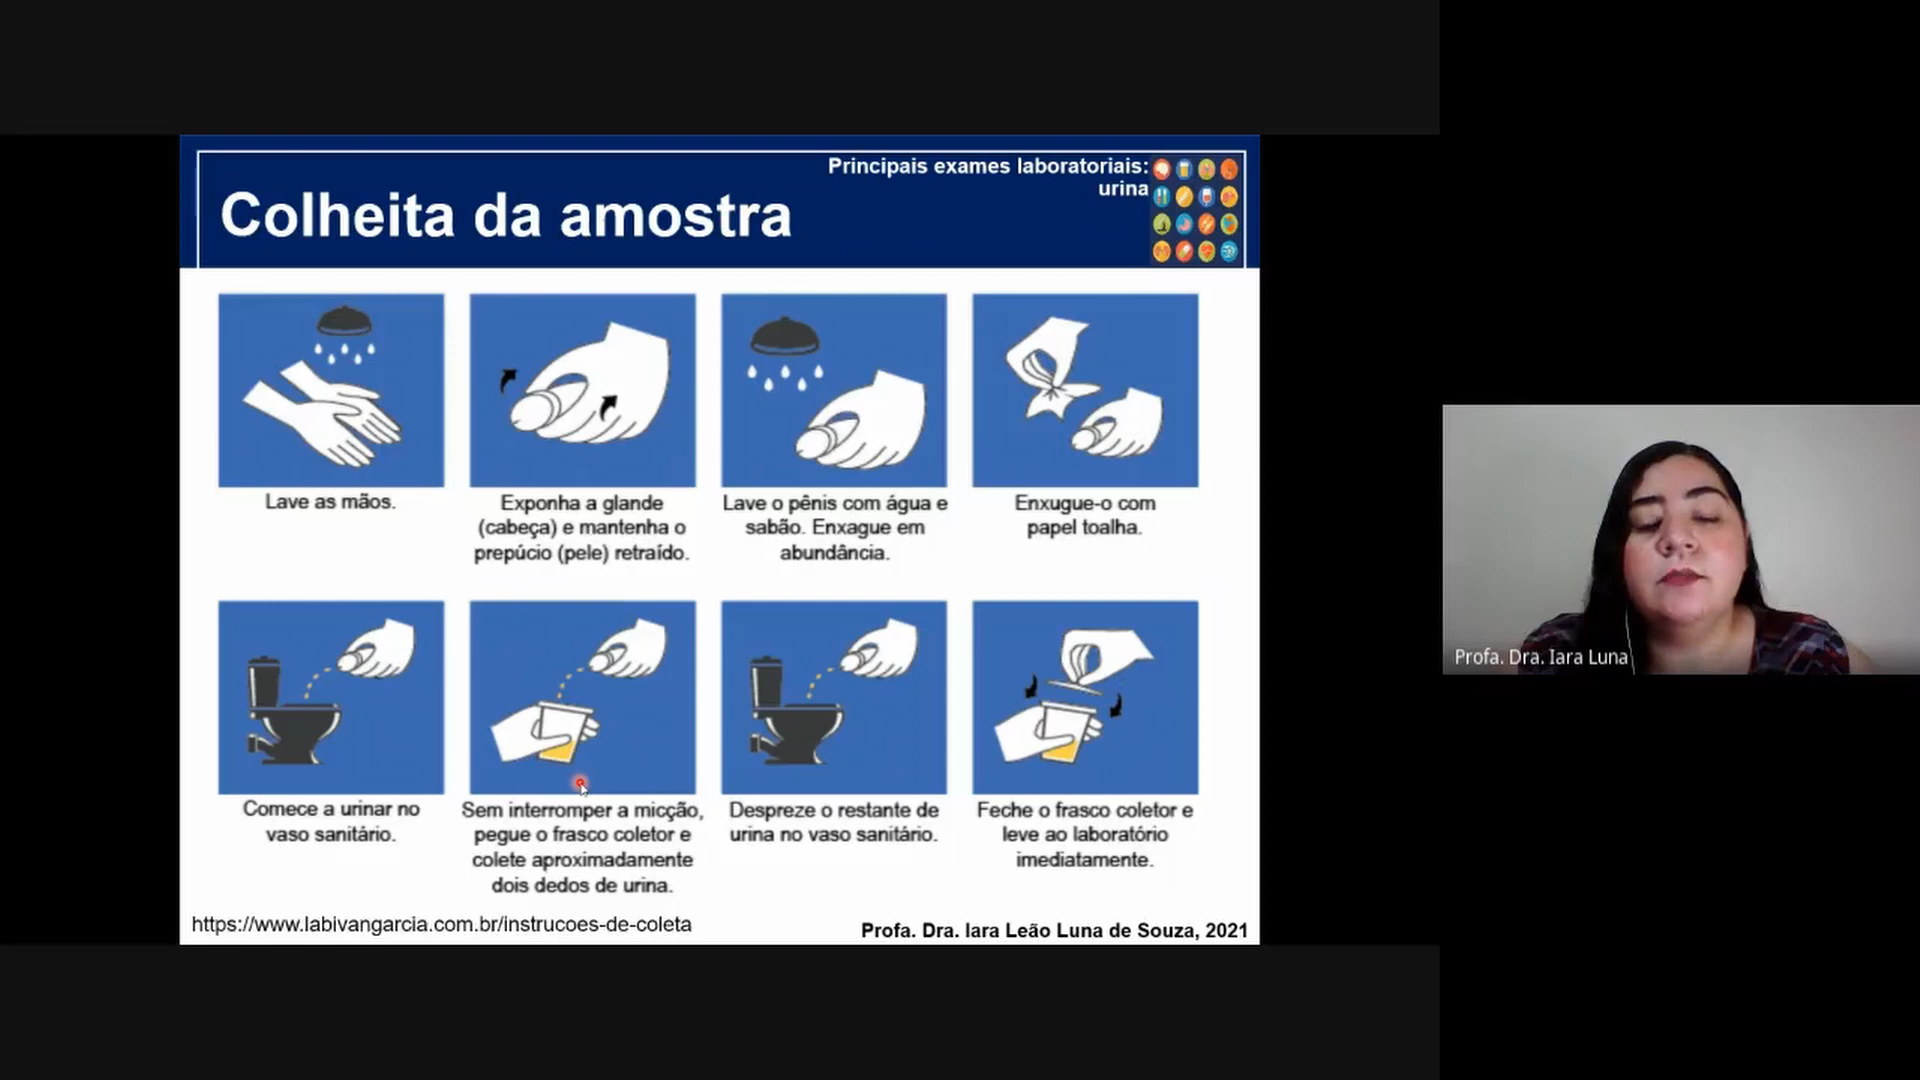 Principais exames laboratoriais:
urina
Colheita da amostra
Lave as mãos.
Exponha a glande
(cabeça) e mantenha o
prepúcio (pele) retraído.
Lave o pênis com água e
sabão. Enxague em
abundância.
Enxugue-o com
papel toalha.
Comece a urinar no
vaso sanitário.
Sem interromper a micção,
pegue o frasco coletor e
colete aproximadamente
dois dedos de urina.
Despreze o restante de
urina no vaso sanitário.
Feche o frasco coletor e
leve ao laboratório
imediatamente.
https://www.labivangarcia.com.br/instrucoes-de-coleta
Profa. Dra. Iara Leão Luna de Souza, 2021
Profa. Dra. Iara Luna